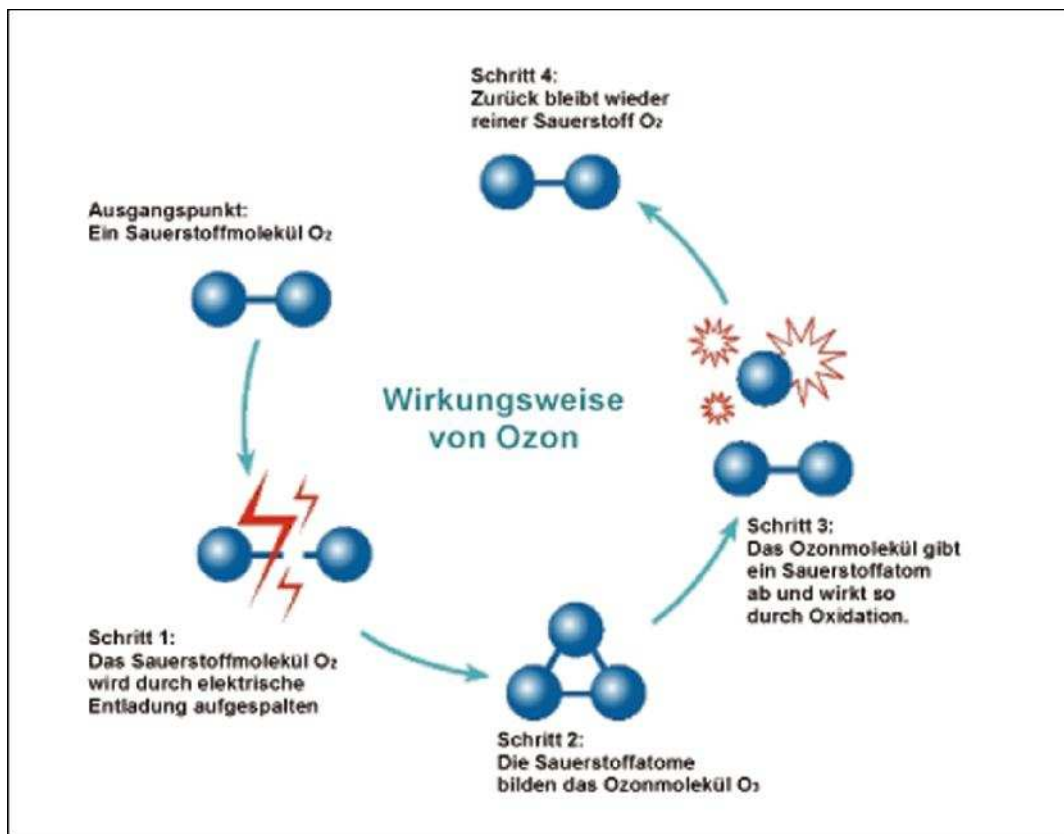 Ausgangspunkt:
Ein Sauerstoffmolekül O₂
Wirkungsweise
von Ozon
Schritt 1:
Das Sauerstoffmolekül O₂
wird durch elektrische
Entladung aufgespalten
Schritt 2:
Die Sauerstoffatome
bilden das Ozonmolekül O₃
Schritt 3:
Das Ozonmolekül gibt
ein Sauerstoffatom
ab und wirkt so
durch Oxidation.
Schritt 4:
Zurück bleibt wieder
reiner Sauerstoff O₂